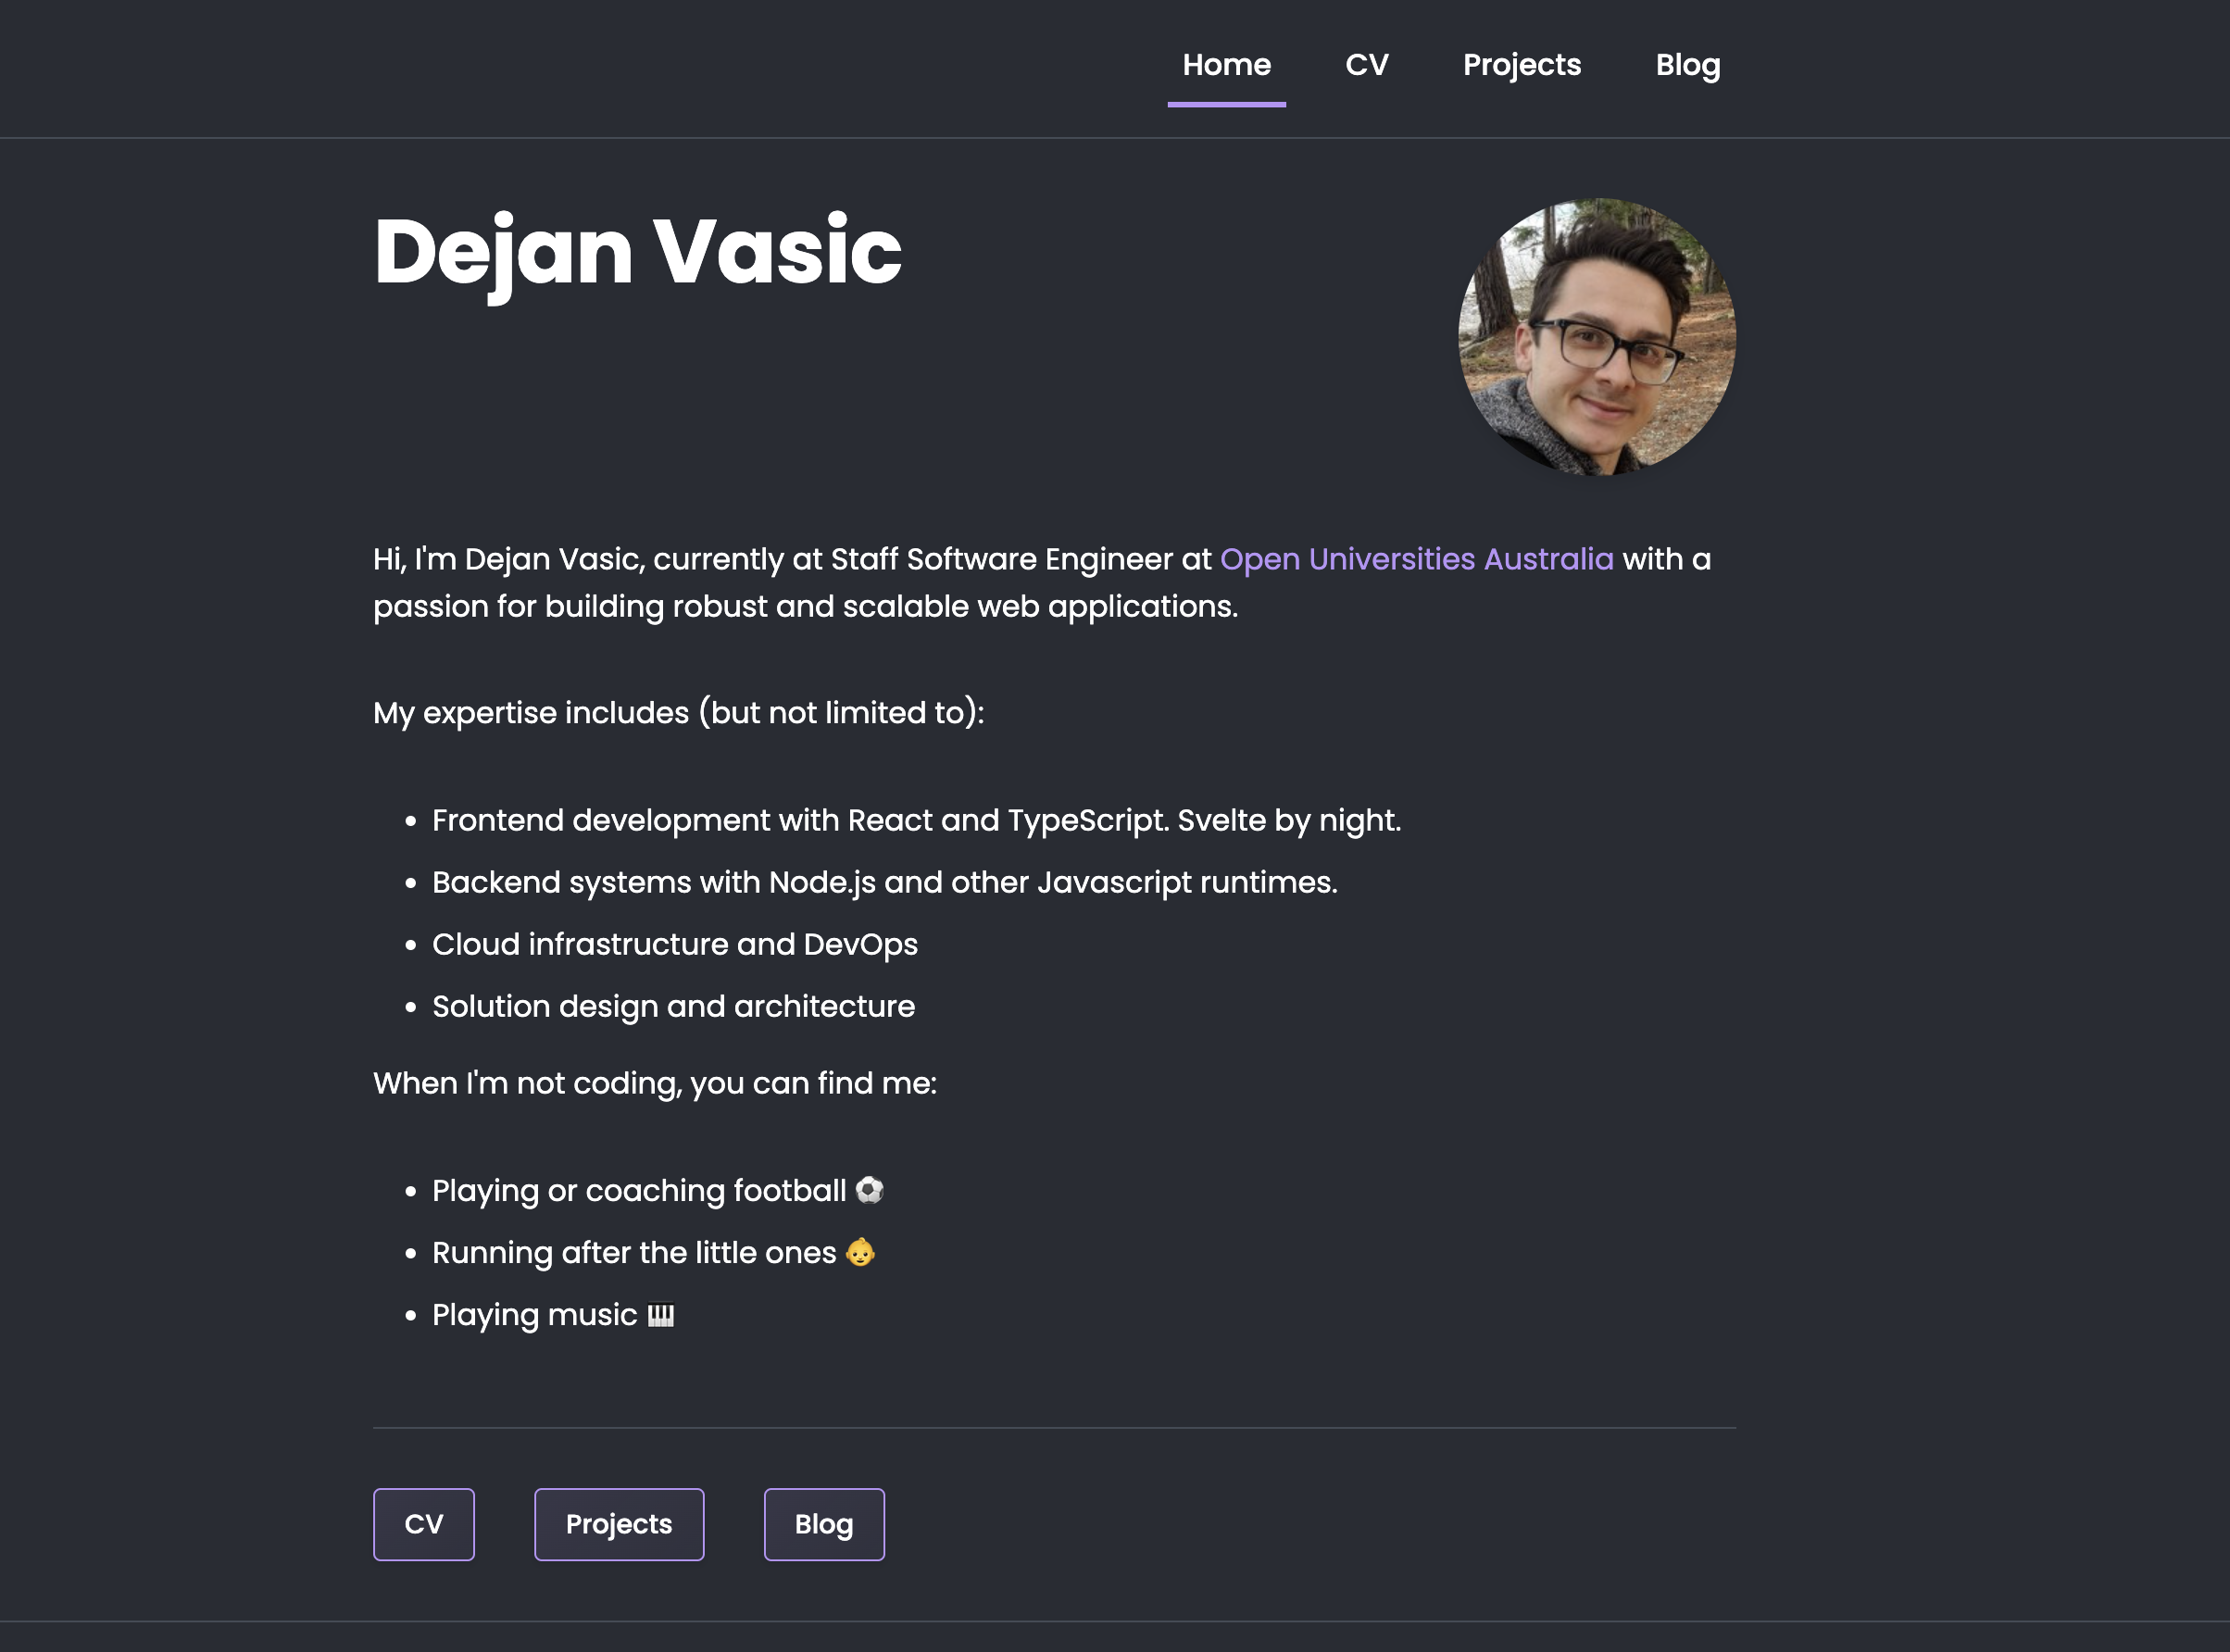 Home CV Projects Blog
Dejan Vasic
Hi, I'm Dejan Vasic, currently at Staff Software Engineer at Open Universities Australia with a
passion for building robust and scalable web applications.
My expertise includes (but not limited to):
• Frontend development with React and TypeScript. Svelte by night.
• Backend systems with Node.js and other Javascript runtimes.
• Cloud infrastructure and DevOps
• Solution design and architecture
When I'm not coding, you can find me:
• Playing or coaching football ⚽
• Running after the little ones 👶
• Playing music 🎹
CV Projects Blog